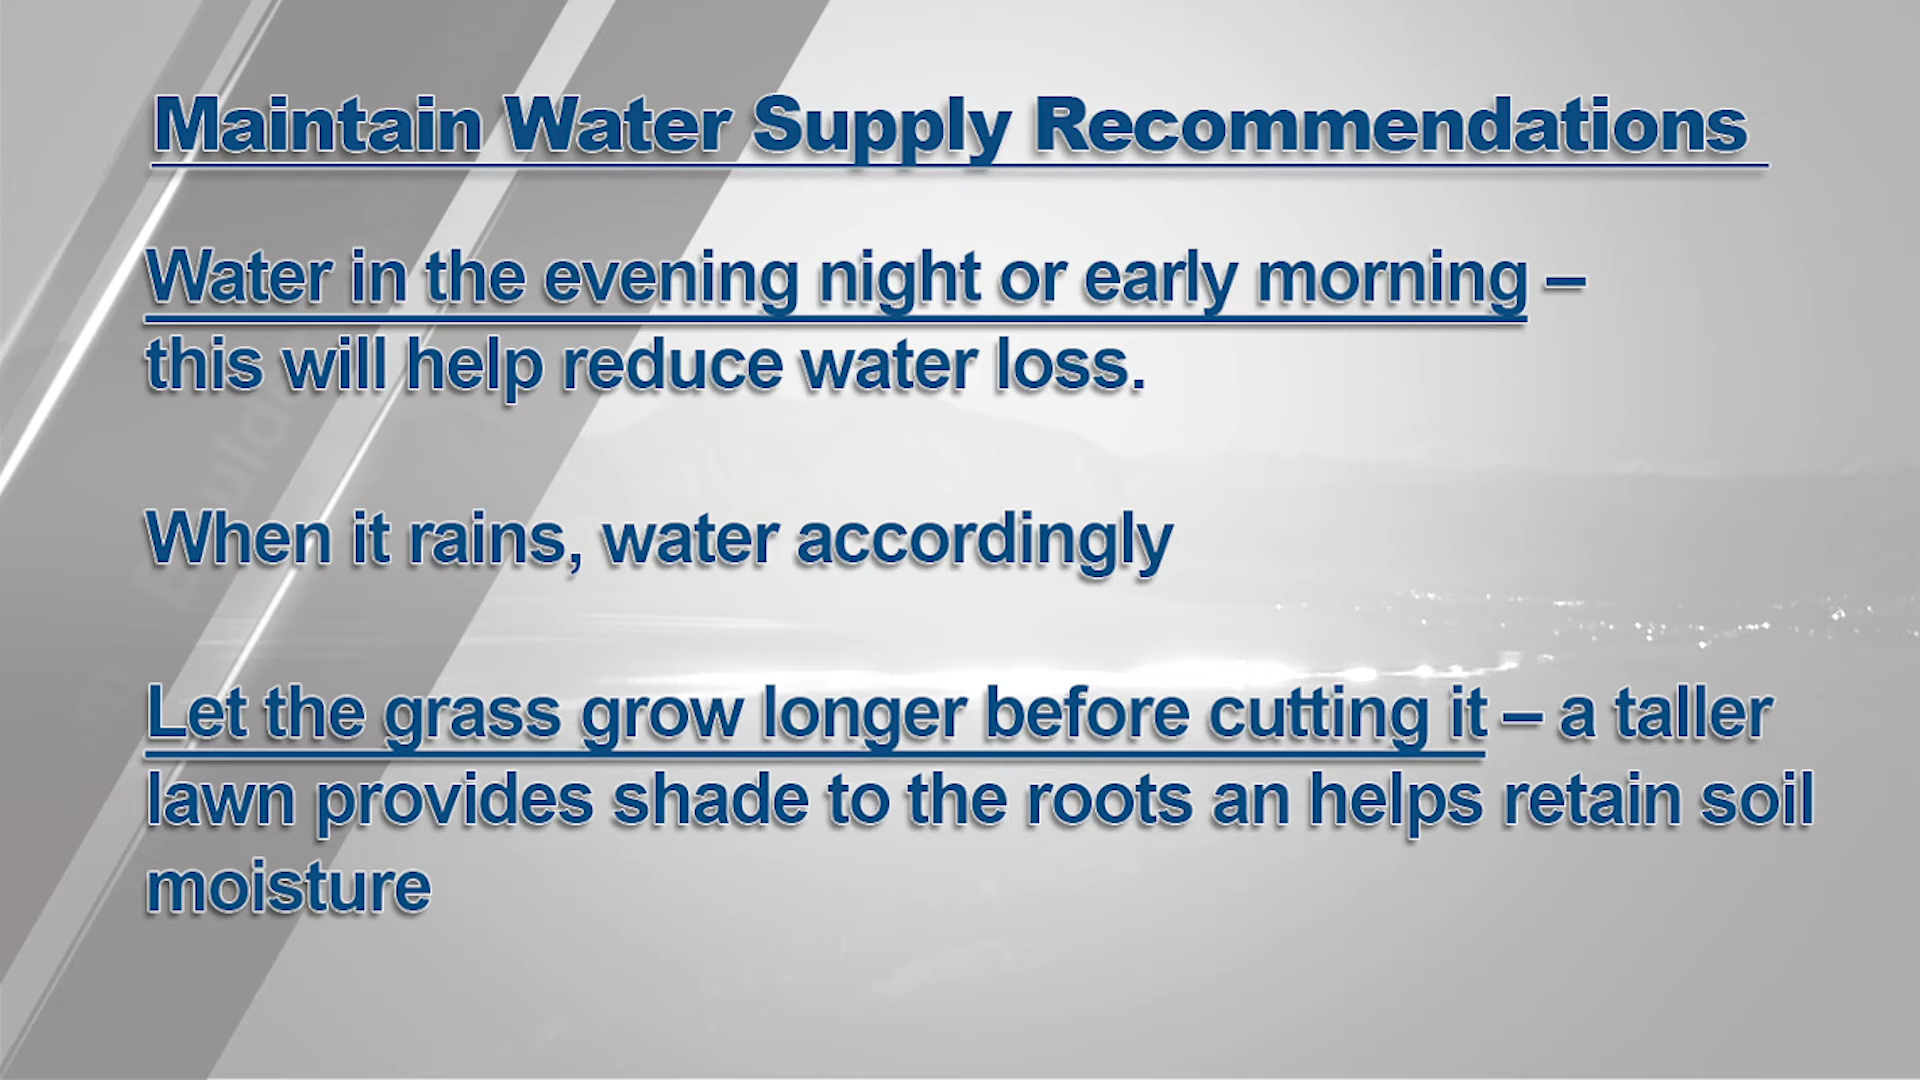 Maintain Water Supply Recommendations
Water in the evening night or early morning –
this will help reduce water loss.
When it rains, water accordingly
Let the grass grow longer before cutting it – a taller
lawn provides shade to the roots an helps retain soil
moisture